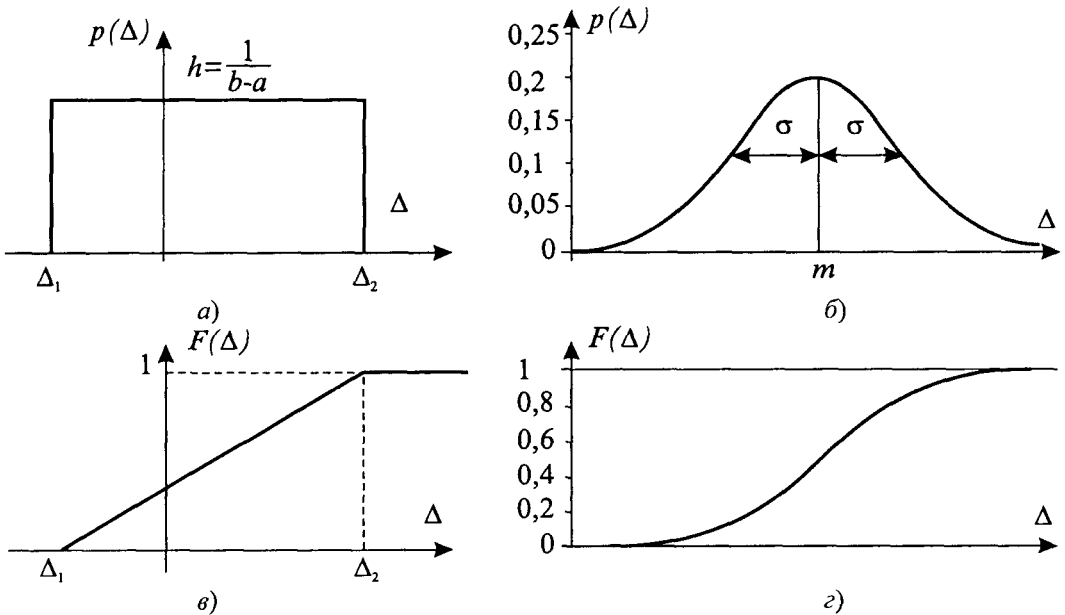 p(Δ)
h=1/(b-a)
Δ
Δ₁
Δ₂
а)
p(Δ)
0,25
0,2
0,15
0,1
0,05
0
σ
σ
Δ
m
б)
F(Δ)
1
Δ
Δ₁
Δ₂
в)
F(Δ)
1
0,8
0,6
0,4
0,2
0
Δ
г)